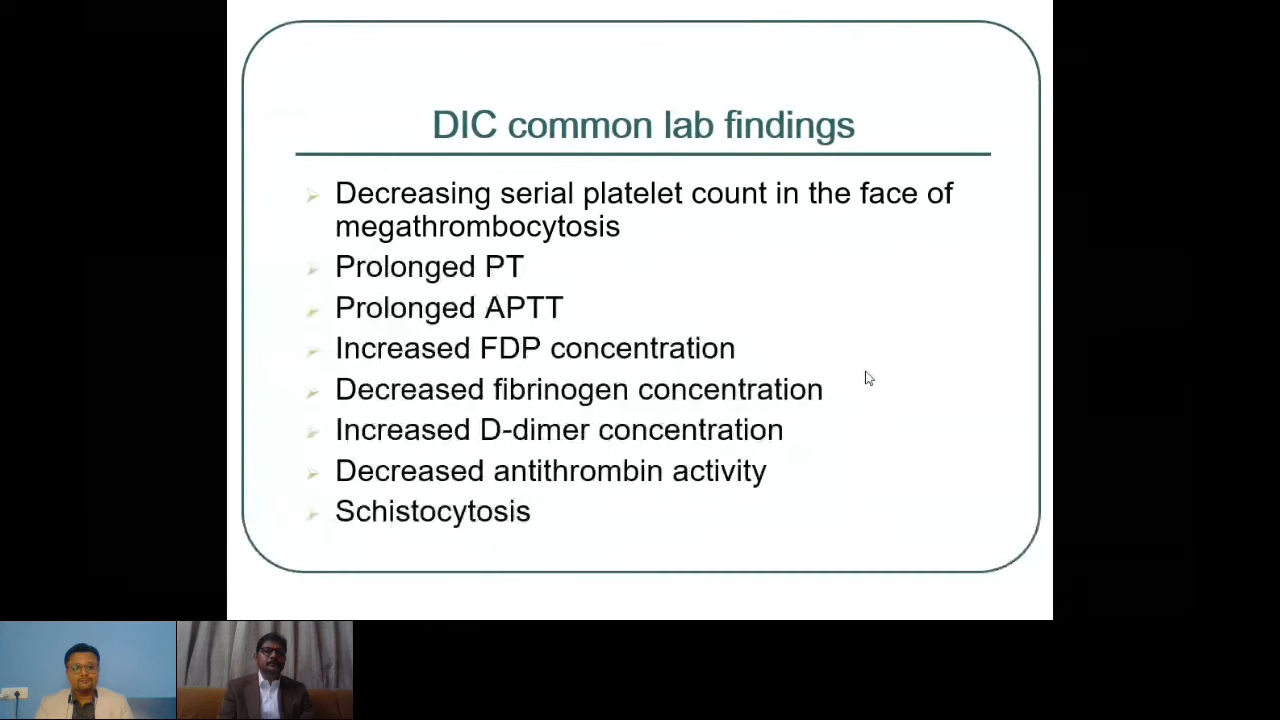 DIC common lab findings
Decreasing serial platelet count in the face of
megathrombocytosis
Prolonged PT
Prolonged APTT
Increased FDP concentration
Decreased fibrinogen concentration
Increased D-dimer concentration
Decreased antithrombin activity
Schistocytosis